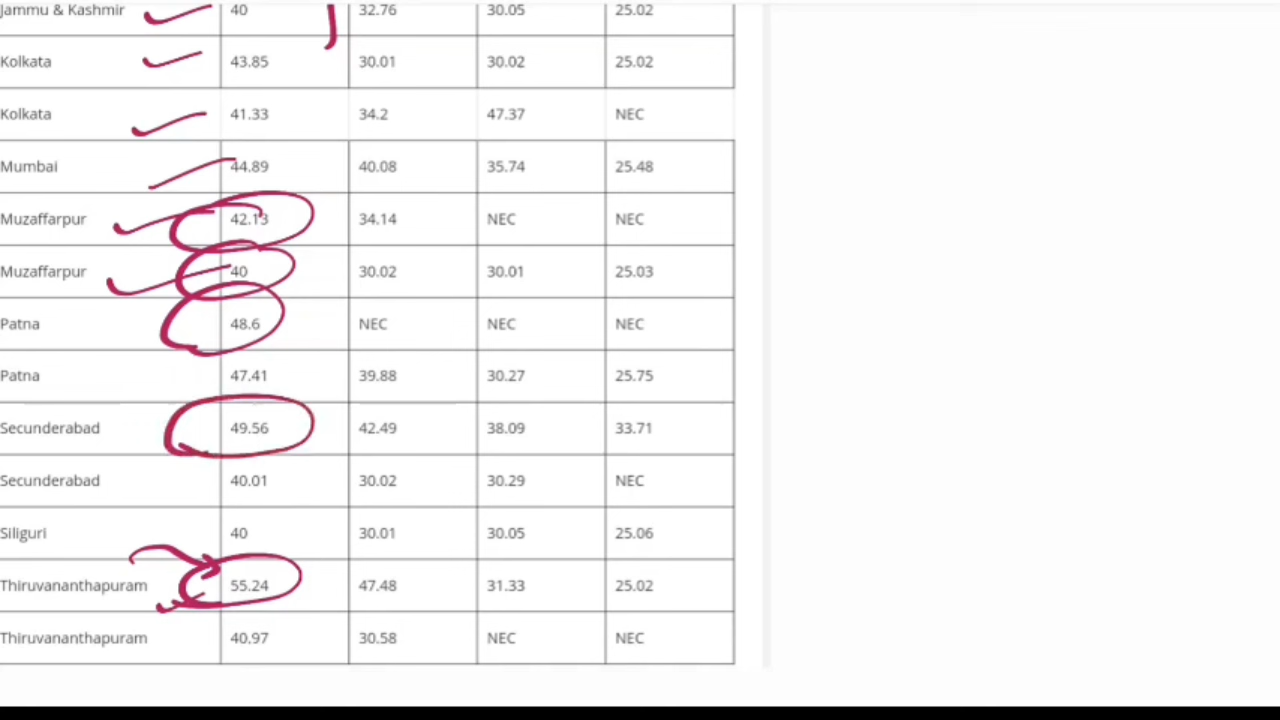 Jammu & Kashmir 40 32.76 30.05 25.02
Kolkata 43.85 30.01 30.02 25.02
Kolkata 41.33 34.2 47.37 NEC
Mumbai 44.89 40.08 35.74 25.48
Muzaffarpur 42.13 34.14 NEC NEC
Muzaffarpur 40 30.02 30.01 25.03
Patna 48.6 NEC NEC NEC
Patna 47.41 39.88 30.27 25.75
Secunderabad 49.56 42.49 38.09 33.71
Secunderabad 40.01 30.02 30.29 NEC
Siliguri 40 30.01 30.05 25.06
Thiruvananthapuram 55.24 47.48 31.33 25.02
Thiruvananthapuram 40.97 30.58 NEC NEC